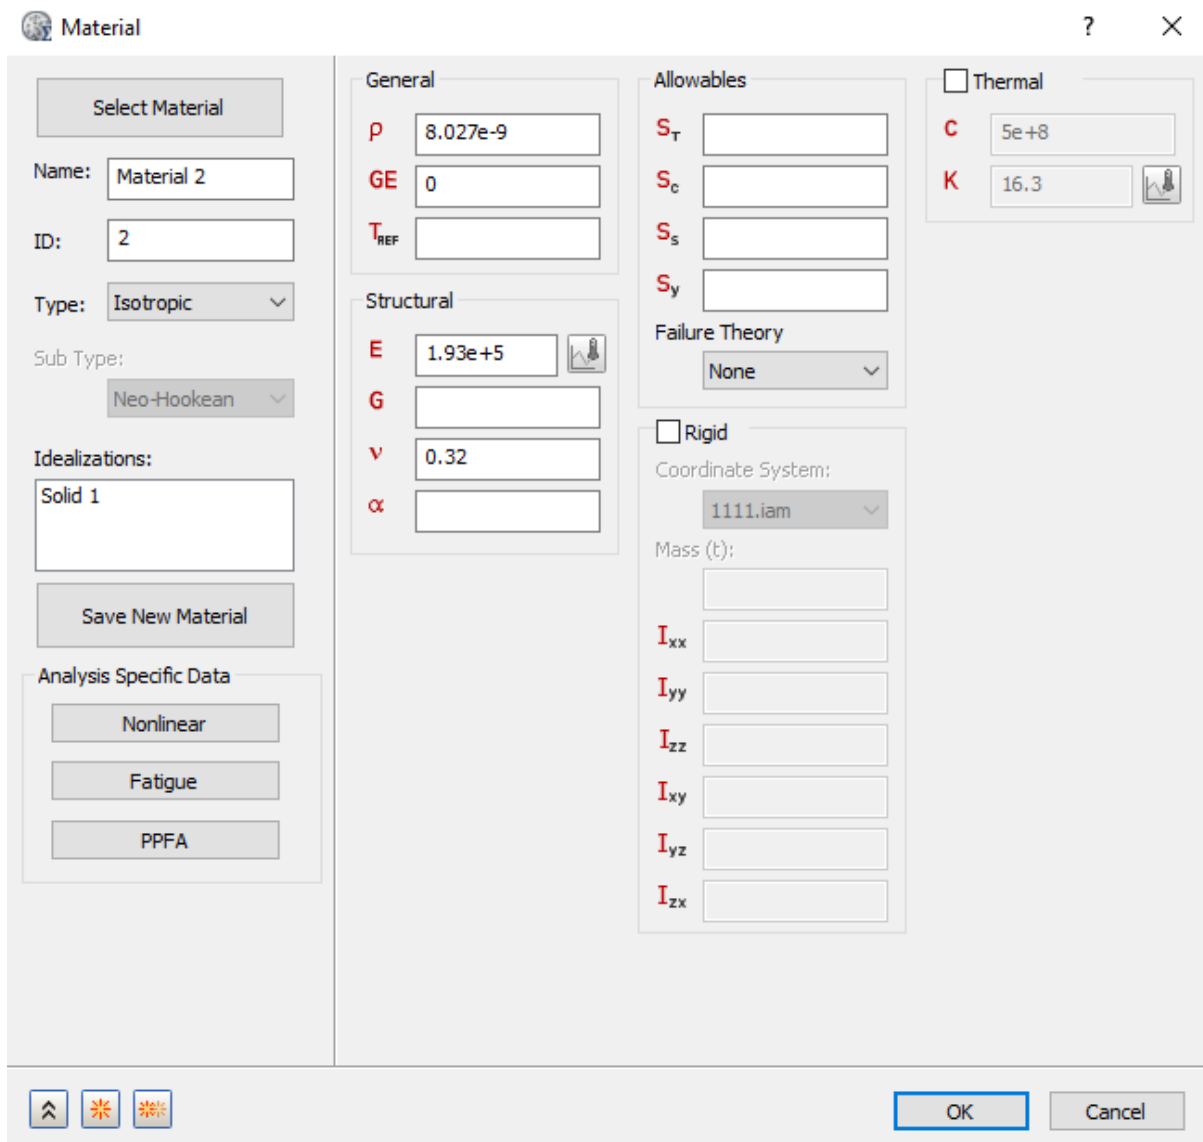 Material
?
Select Material
Name: Material 2
ID: 2
Type: Isotropic
Sub Type:
Neo-Hookean
Idealizations:
Solid 1
Save New Material
Analysis Specific Data
Nonlinear
Fatigue
PPFA
General
ρ 8.027e-9
GE 0
TREF
Structural
E 1.93e+5
G
ν 0.32
α
Allowables
ST
Sc
Ss
Sy
Failure Theory
None
Rigid
Coordinate System:
1111.iam
Mass (t):
Ixx
Iyy
Izz
Ixy
Iyz
Izx
Thermal
C 5e+8
K 16.3
OK Cancel